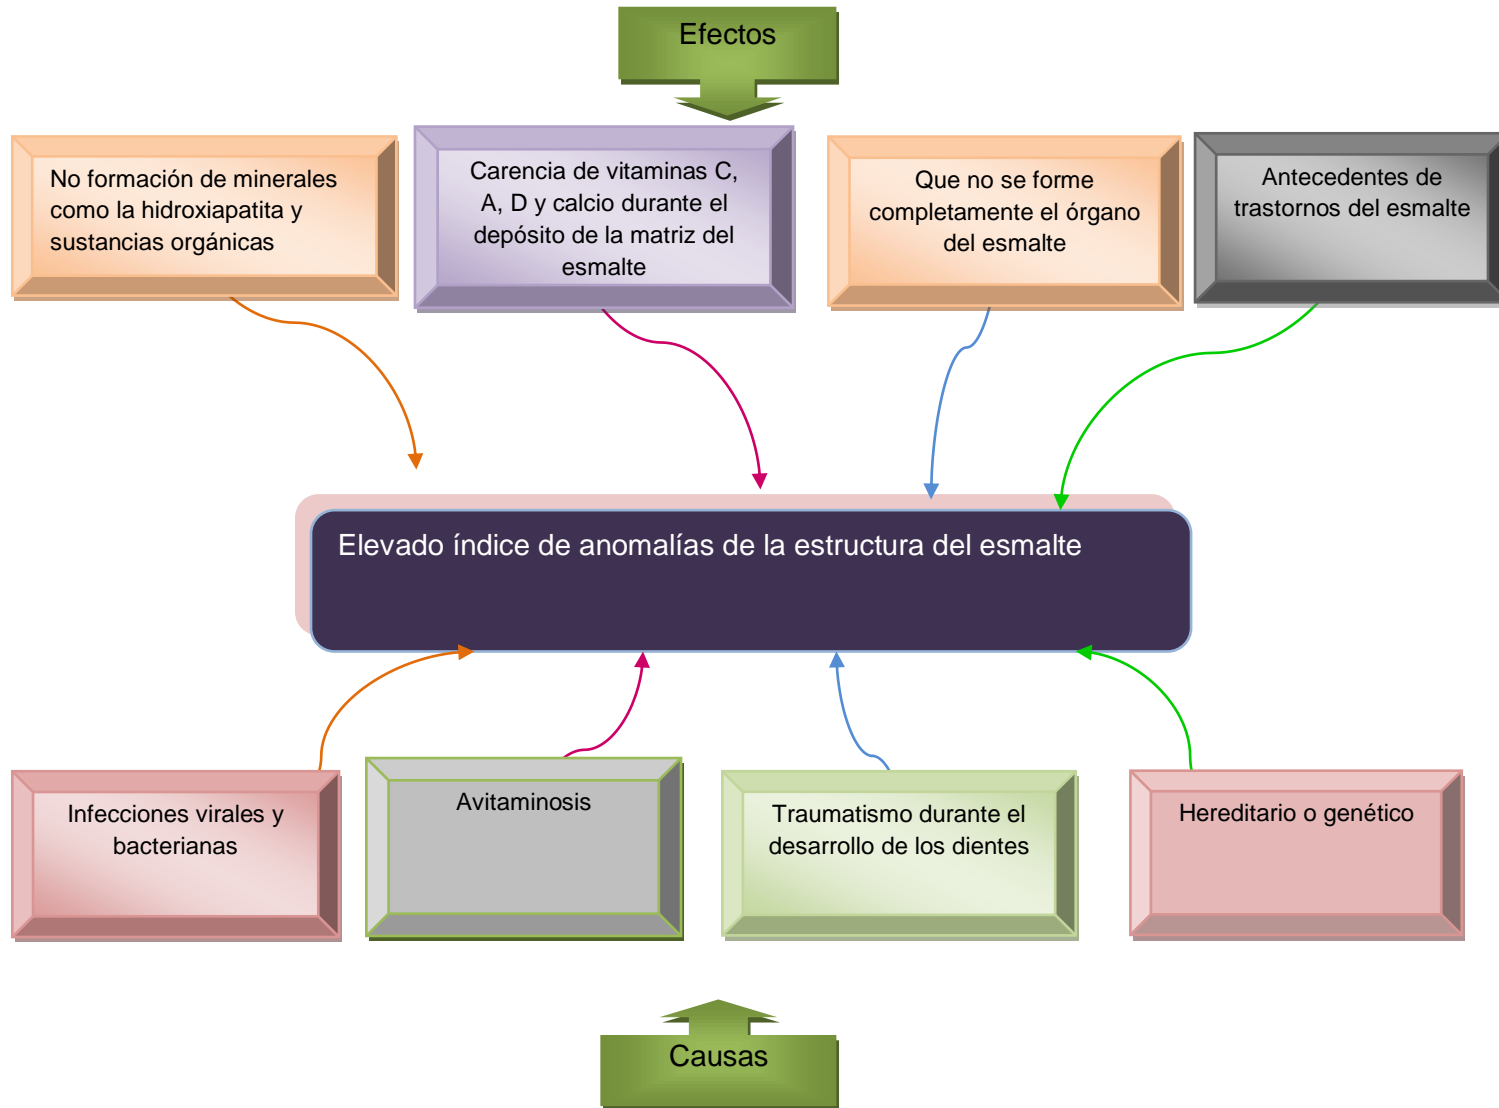 Efectos
No formación de minerales
como la hidroxiapatita y
sustancias orgánicas
Carencia de vitaminas C,
A, D y calcio durante el
depósito de la matriz del
esmalte
Que no se forme
completamente el órgano
del esmalte
Antecedentes de
trastornos del esmalte
Elevado índice de anomalías de la estructura del esmalte
Infecciones virales y
bacterianas
Avitaminosis
Traumatismo durante el
desarrollo de los dientes
Hereditario o genético
Causas